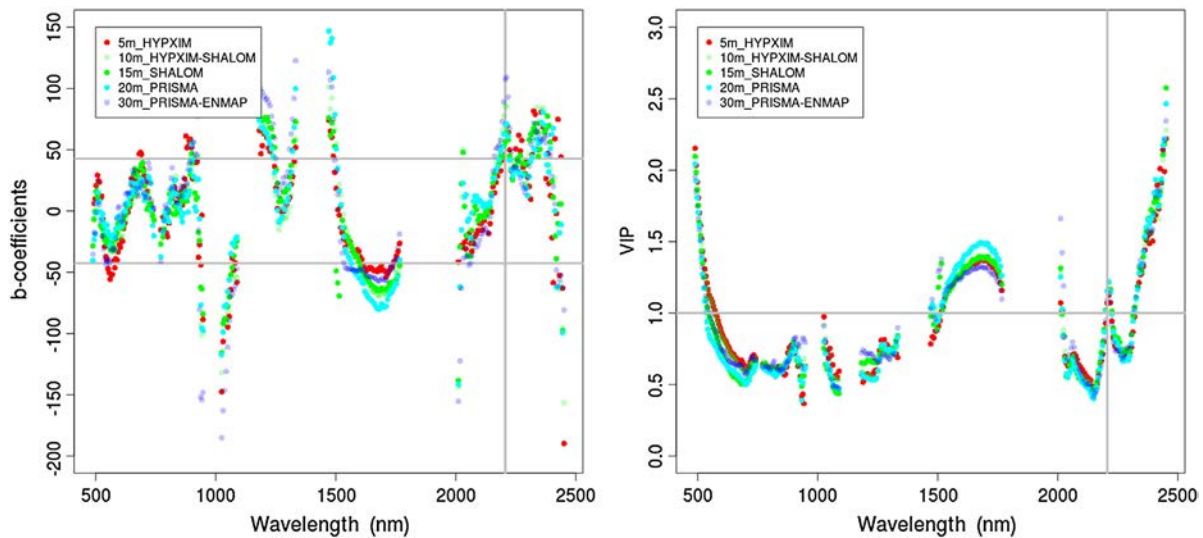 150
100
50
0
-50
-100
-150
-200
b-coefficients
5m_HYPXIM
10m_HYPXIM-SHALOM
15m_SHALOM
20m_PRISMA
30m_PRISMA-ENMAP
500
1000
1500
2000
2500
Wavelength (nm)
3.0
2.5
2.0
1.5
1.0
0.5
0.0
VIP
5m_HYPXIM
10m_HYPXIM-SHALOM
15m_SHALOM
20m_PRISMA
30m_PRISMA-ENMAP
500
1000
1500
2000
2500
Wavelength (nm)